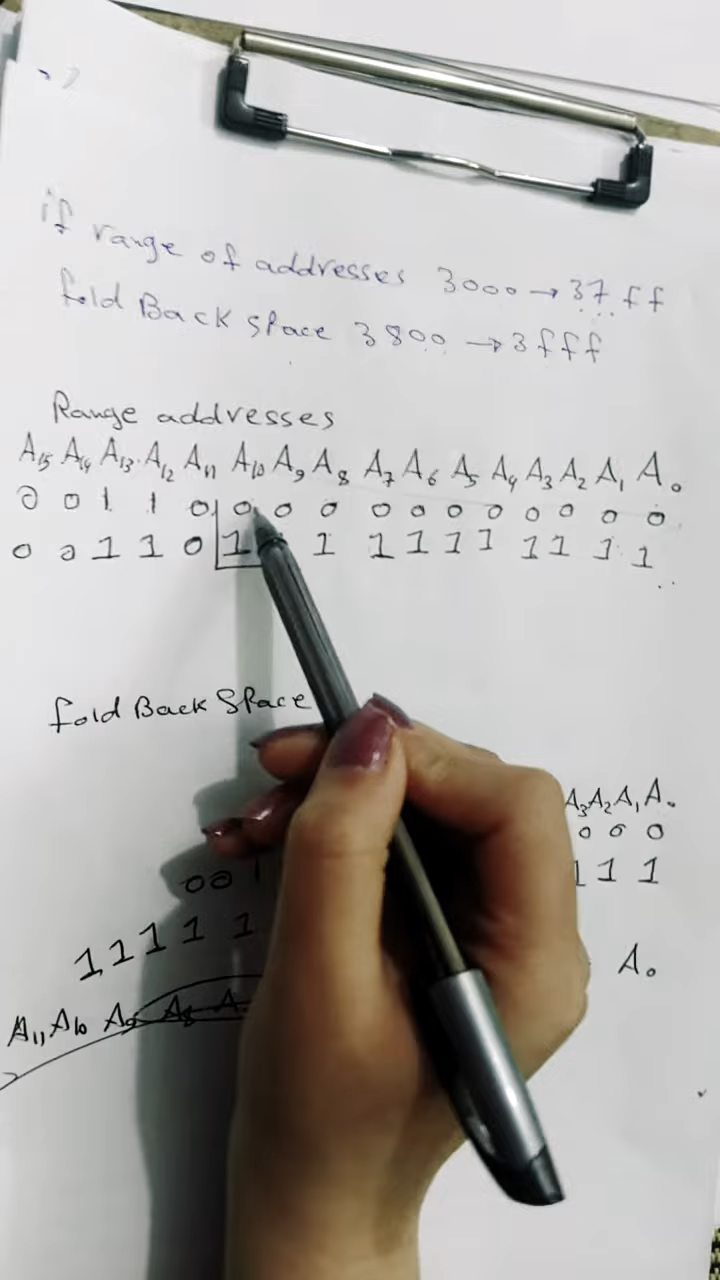 if range of addresses 3000 → 37ff
fold Back space 3800 → 3fff
Range addresses
A15 A14 A13 A12 A11 A10 A9 A8 A7 A6 A5 A4 A3 A2 A1 A0
0 0 1 1 0 0 0 0 0 0 0 0 0 0 0 0
0 0 1 1 0 1 1 1 1 1 1 1 1 1 1
fold Back Space
A3 A2 A1 A0
0 0 1 0 0 0
1 1 1 1 1 1 1 1
A0
A11 A10 A9 A8